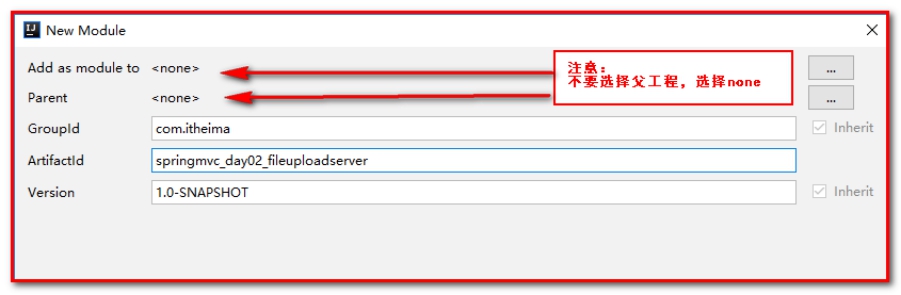 New Module
Add as module to <none>
...
注意：
不要选择父工程，选择none
Parent <none>
...
GroupId com.itheima Inherit
ArtifactId springmvc_day02_fileuploadserver
Version 1.0-SNAPSHOT Inherit